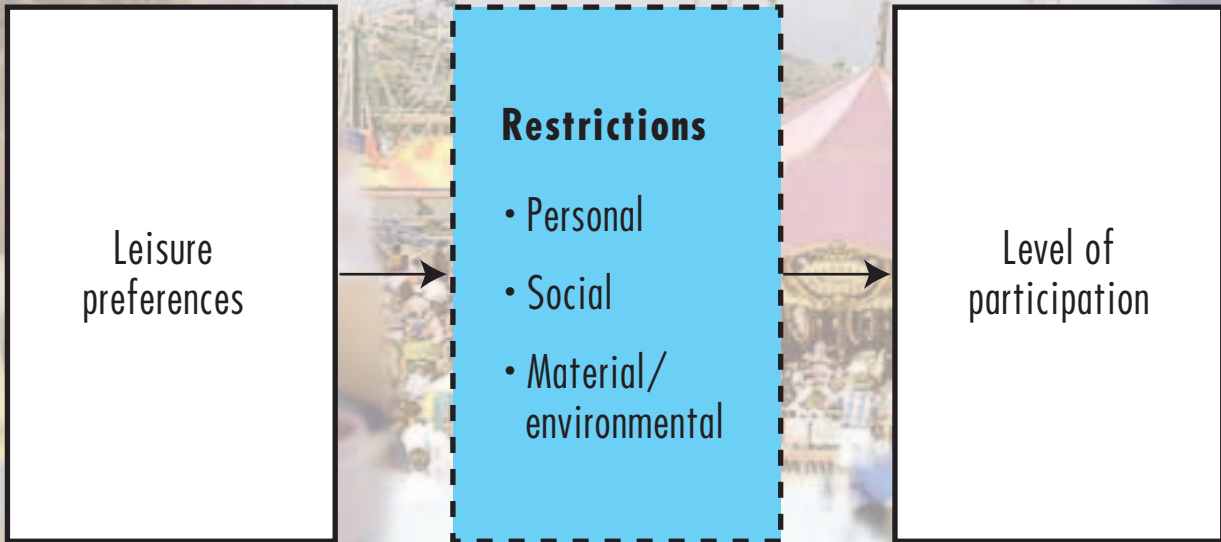 Leisure
preferences
Restrictions
• Personal
• Social
• Material/
environmental
Level of
participation